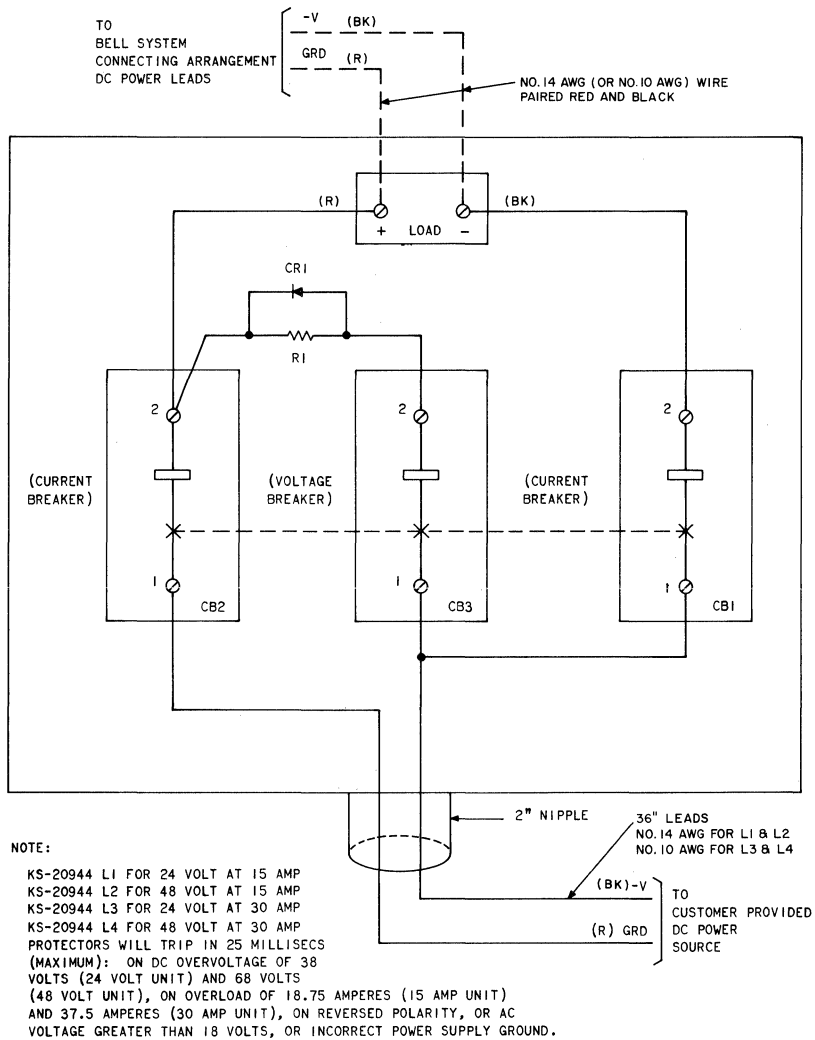 TO
BELL SYSTEM
CONNECTING ARRANGEMENT
DC POWER LEADS
-V (BK)
GRD (R)
NO. 14 AWG (OR NO. 10 AWG) WIRE
PAIRED RED AND BLACK
(R)
(BK)
+ LOAD -
CR1
R1
2
2
2
(CURRENT
BREAKER)
(VOLTAGE
BREAKER)
(CURRENT
BREAKER)
1
1
1
CB2
CB3
CB1
2" NIPPLE
36" LEADS
NO. 14 AWG FOR L1 & L2
NO. 10 AWG FOR L3 & L4
(BK)-V
(R) GRD
TO
CUSTOMER PROVIDED
DC POWER
SOURCE
NOTE:
KS-20944 L1 FOR 24 VOLT AT 15 AMP
KS-20944 L2 FOR 48 VOLT AT 15 AMP
KS-20944 L3 FOR 24 VOLT AT 30 AMP
KS-20944 L4 FOR 48 VOLT AT 30 AMP
PROTECTORS WILL TRIP IN 25 MILLISECS
(MAXIMUM): ON DC OVERVOLTAGE OF 38
VOLTS (24 VOLT UNIT) AND 68 VOLTS
(48 VOLT UNIT), ON OVERLOAD OF 18.75 AMPERES (15 AMP UNIT)
AND 37.5 AMPERES (30 AMP UNIT), ON REVERSED POLARITY, OR AC
VOLTAGE GREATER THAN 18 VOLTS, OR INCORRECT POWER SUPPLY GROUND.